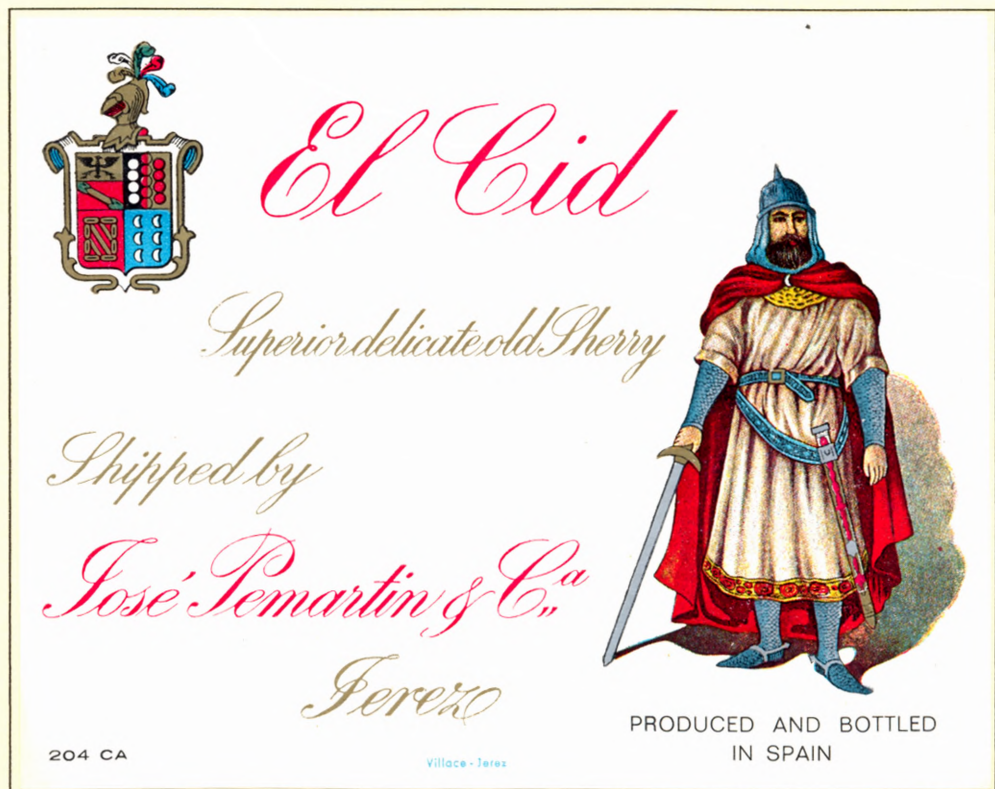 El Cid
Superior delicate old Sherry
Shipped by
José Pemartin & Cª
Jerez
PRODUCED AND BOTTLED
IN SPAIN
204 CA
Villace - Jerez